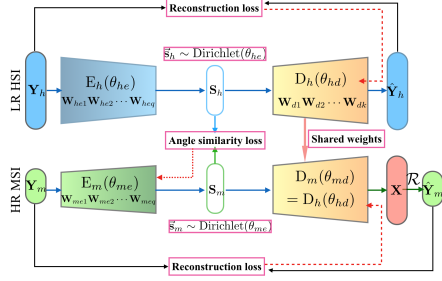 Reconstruction loss
LR HSI
Y_h
E_h(θ_he)
W_he1 W_he2 ··· W_heq
s⃗_h ∼ Dirichlet(θ_he)
S_h
D_h(θ_hd)
W_d1 W_d2 ··· W_dk
Ŷ_h
Angle similarity loss
Shared weights
HR MSI
Y_m
E_m(θ_me)
W_me1 W_me2 ··· W_meq
S_m
s⃗_m ∼ Dirichlet(θ_me)
D_m(θ_md)
= D_h(θ_hd)
X
R
Ŷ_m
Reconstruction loss